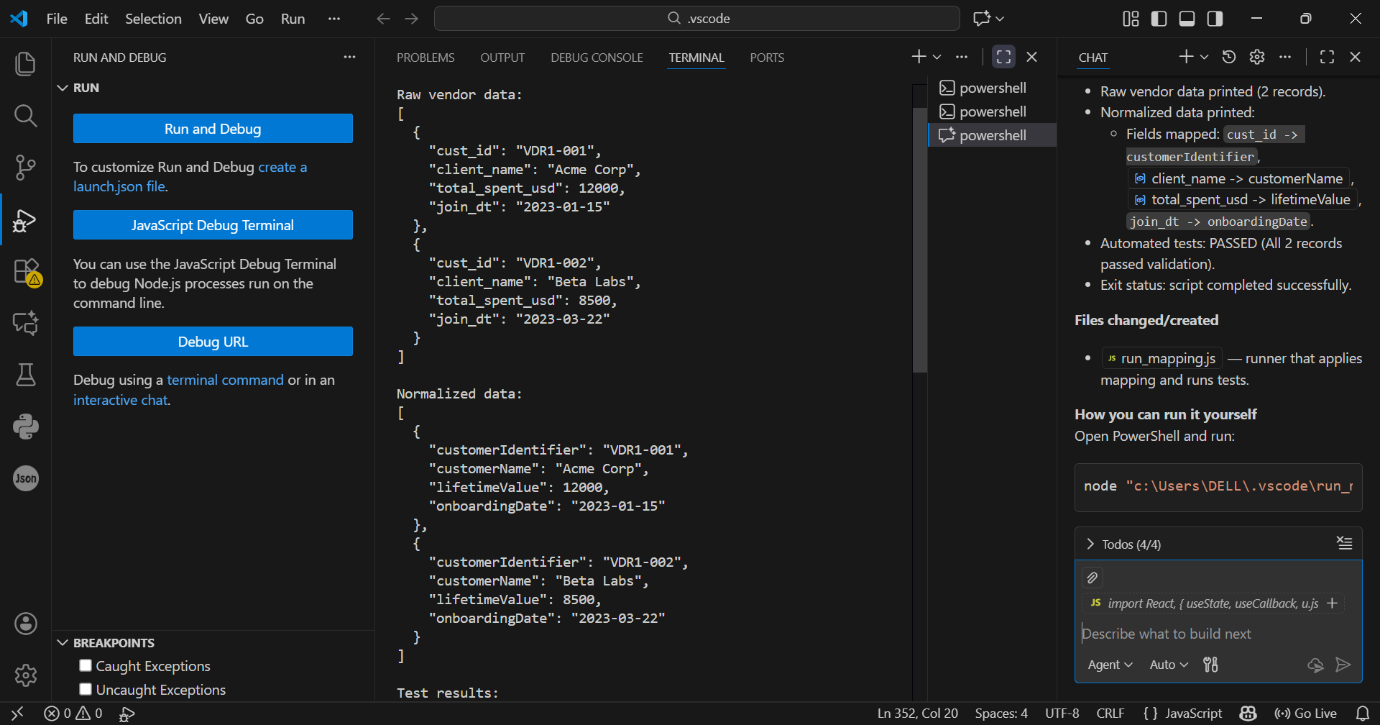 File Edit Selection View Go Run ··· .vscode
RUN AND DEBUG ···
RUN
Run and Debug
To customize Run and Debug create a
launch.json file.
JavaScript Debug Terminal
You can use the JavaScript Debug Terminal
to debug Node.js processes run on the
command line.
Debug URL
Debug using a terminal command or in an
interactive chat.
BREAKPOINTS
Caught Exceptions
Uncaught Exceptions
Json
PROBLEMS OUTPUT DEBUG CONSOLE TERMINAL PORTS
Raw vendor data:
[
{
"cust_id": "VDR1-001",
"client_name": "Acme Corp",
"total_spent_usd": 12000,
"join_dt": "2023-01-15"
},
{
"cust_id": "VDR1-002",
"client_name": "Beta Labs",
"total_spent_usd": 8500,
"join_dt": "2023-03-22"
}
]
Normalized data:
[
{
"customerIdentifier": "VDR1-001",
"customerName": "Acme Corp",
"lifetimeValue": 12000,
"onboardingDate": "2023-01-15"
},
{
"customerIdentifier": "VDR1-002",
"customerName": "Beta Labs",
"lifetimeValue": 8500,
"onboardingDate": "2023-03-22"
}
]
Test results:
powershell
powershell
powershell
CHAT
• Raw vendor data printed (2 records).
• Normalized data printed:
Fields mapped: cust_id ->
customerIdentifier,
client_name -> customerName ,
total_spent_usd -> lifetimeValue ,
join_dt -> onboardingDate.
• Automated tests: PASSED (All 2 records
passed validation).
• Exit status: script completed successfully.
Files changed/created
• JS run_mapping.js — runner that applies
mapping and runs tests.
How you can run it yourself
Open PowerShell and run:
node "c:\Users\DELL\.vscode\run_
Todos (4/4)
JS import React, { useState, useCallback, u.js +
Describe what to build next
Agent Auto
0 0 Ln 352, Col 20 Spaces: 4 UTF-8 CRLF { } JavaScript Go Live